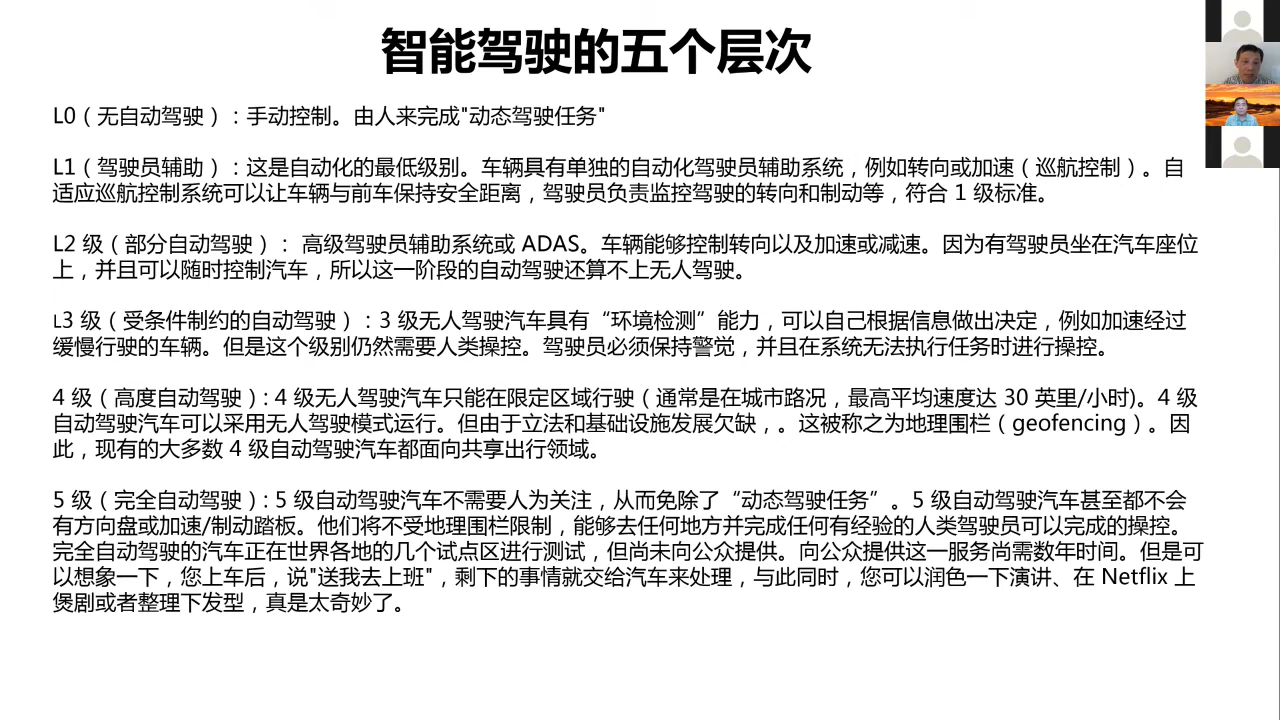 智能驾驶的五个层次
L0（无自动驾驶）：手动控制。由人来完成"动态驾驶任务"
L1（驾驶员辅助）：这是自动化的最低级别。车辆具有单独的自动化驾驶员辅助系统，例如转向或加速（巡航控制）。自
适应巡航控制系统可以让车辆与前车保持安全距离，驾驶员负责监控驾驶的转向和制动等，符合 1 级标准。
L2 级（部分自动驾驶）： 高级驾驶员辅助系统或 ADAS。车辆能够控制转向以及加速或减速。因为有驾驶员坐在汽车座位
上，并且可以随时控制汽车，所以这一阶段的自动驾驶还算不上无人驾驶。
L3 级（受条件制约的自动驾驶）：3 级无人驾驶汽车具有“环境检测”能力，可以自己根据信息做出决定，例如加速经过
缓慢行驶的车辆。但是这个级别仍然需要人类操控。驾驶员必须保持警觉，并且在系统无法执行任务时进行操控。
4 级（高度自动驾驶）: 4 级无人驾驶汽车只能在限定区域行驶（通常是在城市路况，最高平均速度达 30 英里/小时)。4 级
自动驾驶汽车可以采用无人驾驶模式运行。但由于立法和基础设施发展欠缺，。这被称之为地理围栏（geofencing）。因
此，现有的大多数 4 级自动驾驶汽车都面向共享出行领域。
5 级（完全自动驾驶）: 5 级自动驾驶汽车不需要人为关注，从而免除了“动态驾驶任务”。5 级自动驾驶汽车甚至都不会
有方向盘或加速/制动踏板。他们将不受地理围栏限制，能够去任何地方并完成任何有经验的人类驾驶员可以完成的操控。
完全自动驾驶的汽车正在世界各地的几个试点区进行测试，但尚未向公众提供。向公众提供这一服务尚需数年时间。但是可
以想象一下，您上车后，说"送我去上班"，剩下的事情就交给汽车来处理，与此同时，您可以润色一下演讲、在 Netflix 上
煲剧或者整理下发型，真是太奇妙了。